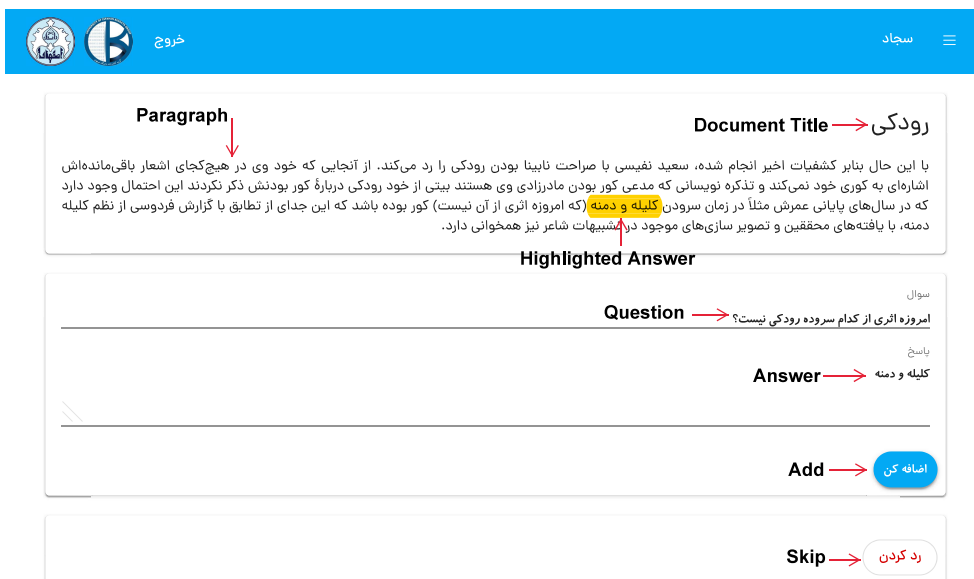 سجاد
خروج
Document Title
رودکی
Paragraph
با این حال بنابر کشفیات اخیر انجام شده، سعید نفیسی با صراحت نابینا بودن رودکی را رد می‌کند. از آنجایی که خود وی در هیچ‌کجای اشعار باقی‌مانده‌اش
اشاره‌ای به کوری خود نمی‌کند و تذکره نویسانی که مدعی کور بودن مادرزادی وی هستند بیتی از خود رودکی دربارهٔ کور بودنش ذکر نکردند این احتمال وجود دارد
که در سال‌های پایانی عمرش مثلاً در زمان سرودن کلیله و دمنه (که امروزه اثری از آن نیست) کور بوده باشد که این جدای از تطابق با گزارش فردوسی از نظم کلیله
دمنه، با یافته‌های محققین و تصویر سازی‌های موجود در تشبیهات شاعر نیز همخوانی دارد.
Highlighted Answer
سوال
Question
امروزه اثری از کدام سروده رودکی نیست؟
پاسخ
Answer
کلیله و دمنه
Add
اضافه کن
Skip
رد کردن